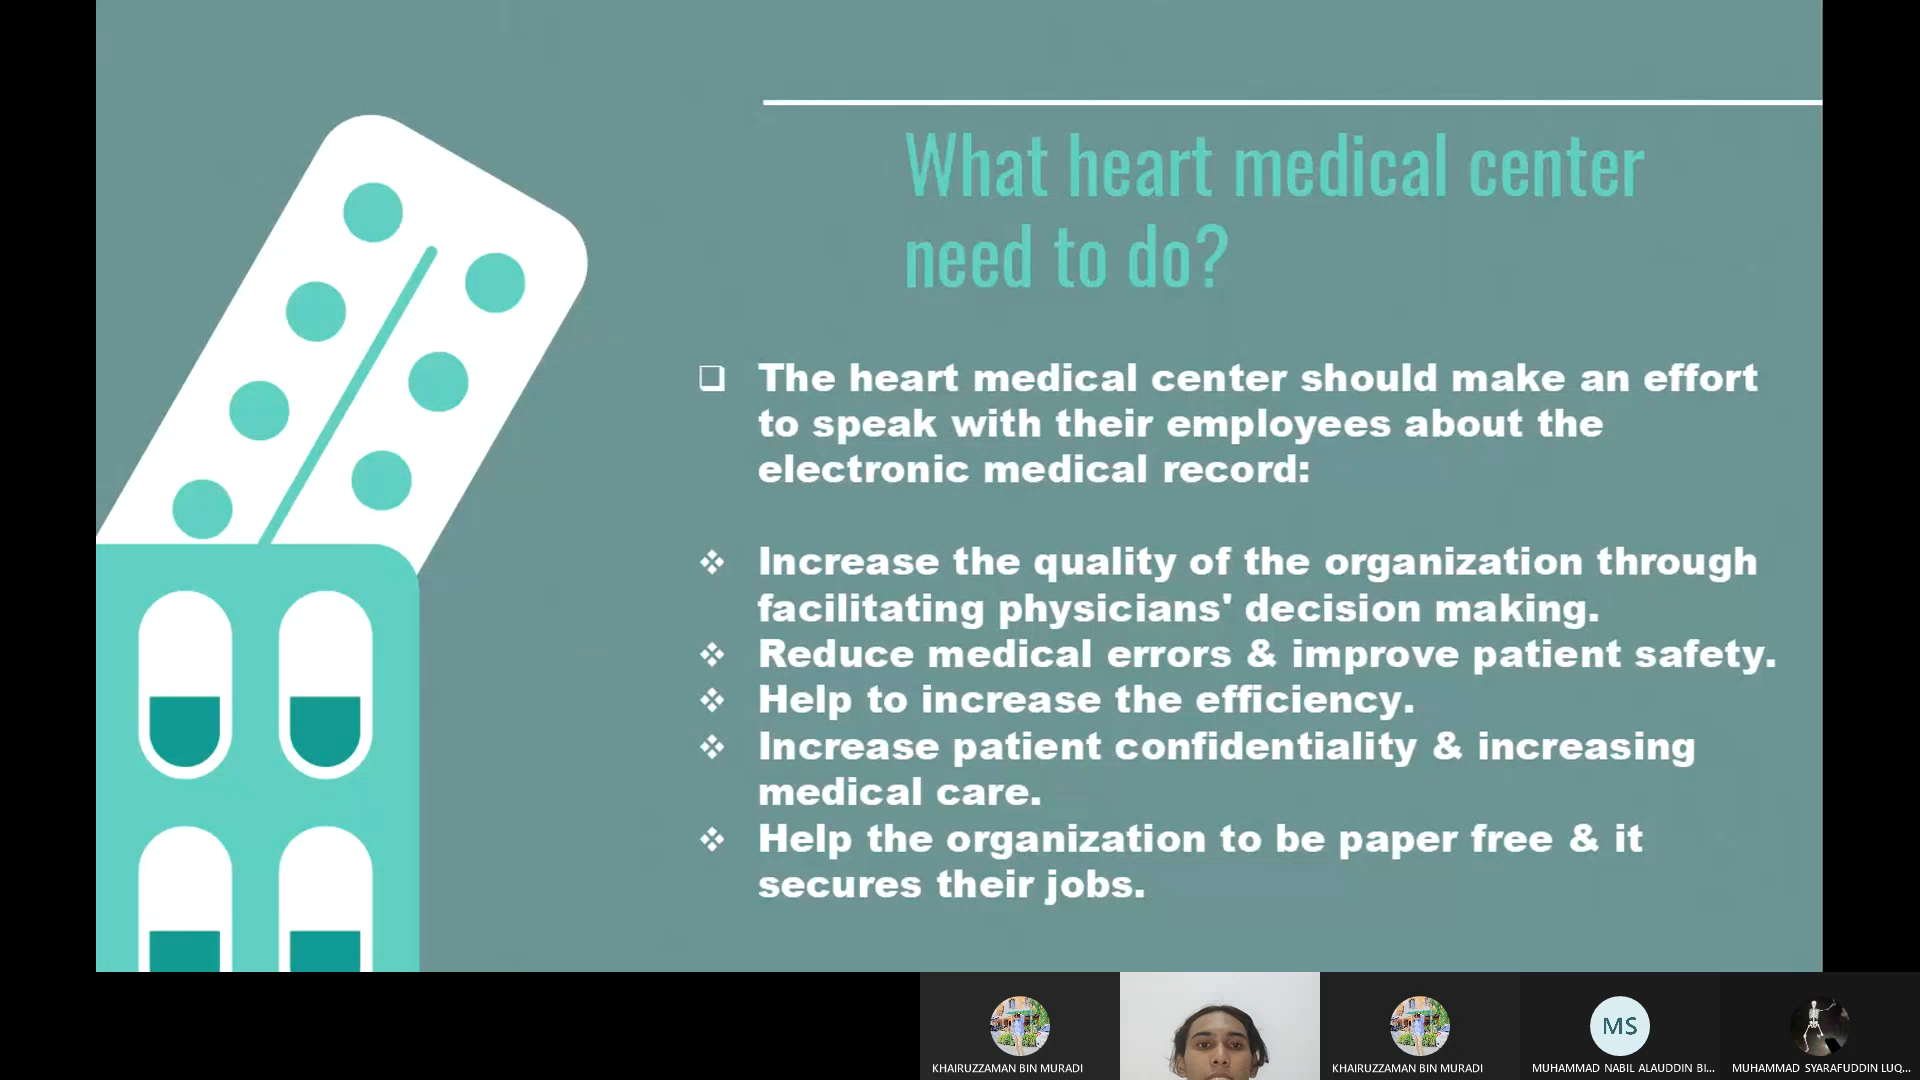 What heart medical center
need to do?
The heart medical center should make an effort
to speak with their employees about the
electronic medical record:
Increase the quality of the organization through
facilitating physicians' decision making.
Reduce medical errors & improve patient safety.
Help to increase the efficiency.
Increase patient confidentiality & increasing
medical care.
Help the organization to be paper free & it
secures their jobs.
MS
KHAIRUZZAMAN BIN MURADI
KHAIRUZZAMAN BIN MURADI
MUHAMMAD NABIL ALAUDDIN BI...
MUHAMMAD SYARAFUDDIN LUQ...